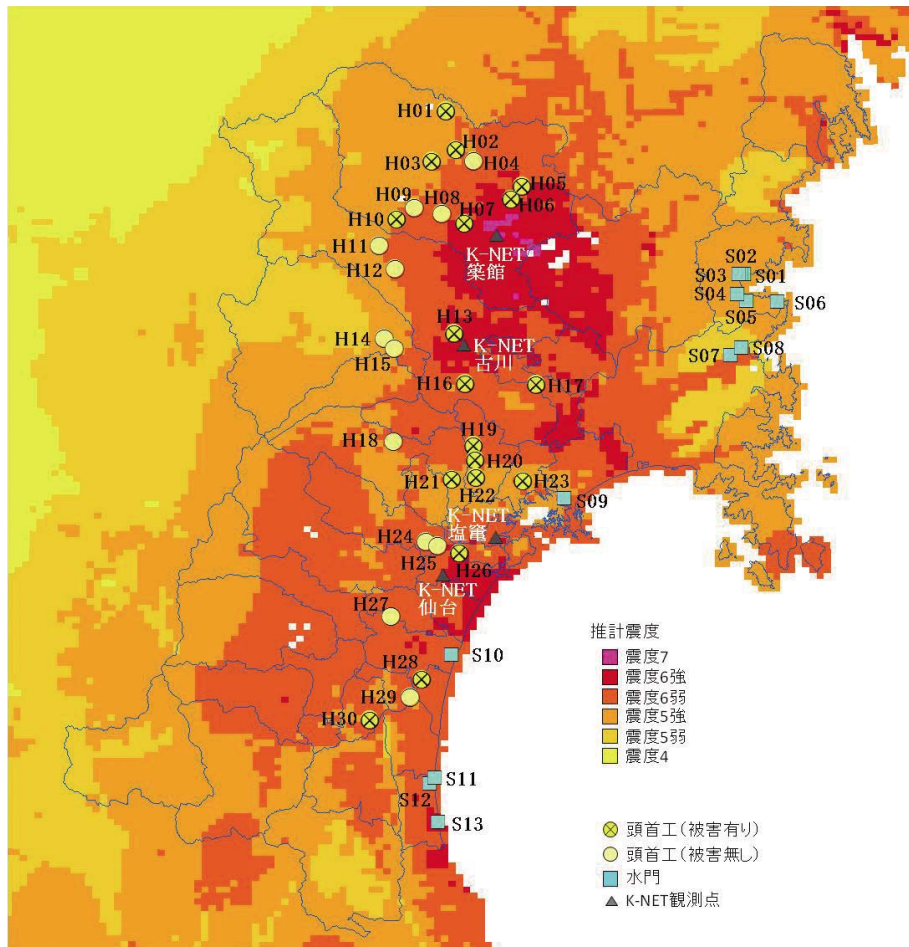 H01
H02
H03
H04
H05
H06
H09
H08
H10
H07
H11
K-NET
築館
H12
S02
S03
S01
S04
S06
S05
H13
H14
K-NET
古川
H15
S08
S07
H16
H17
H18
H19
H20
H21
H22
H23
S09
K-NET
塩竃
H24
H25
H26
K-NET
仙台
H27
S10
H28
H29
H30
S11
S12
S13
推計震度
震度7
震度6強
震度6弱
震度5強
震度5弱
震度4
頭首工(被害有り)
頭首工(被害無し)
水門
K-NET観測点